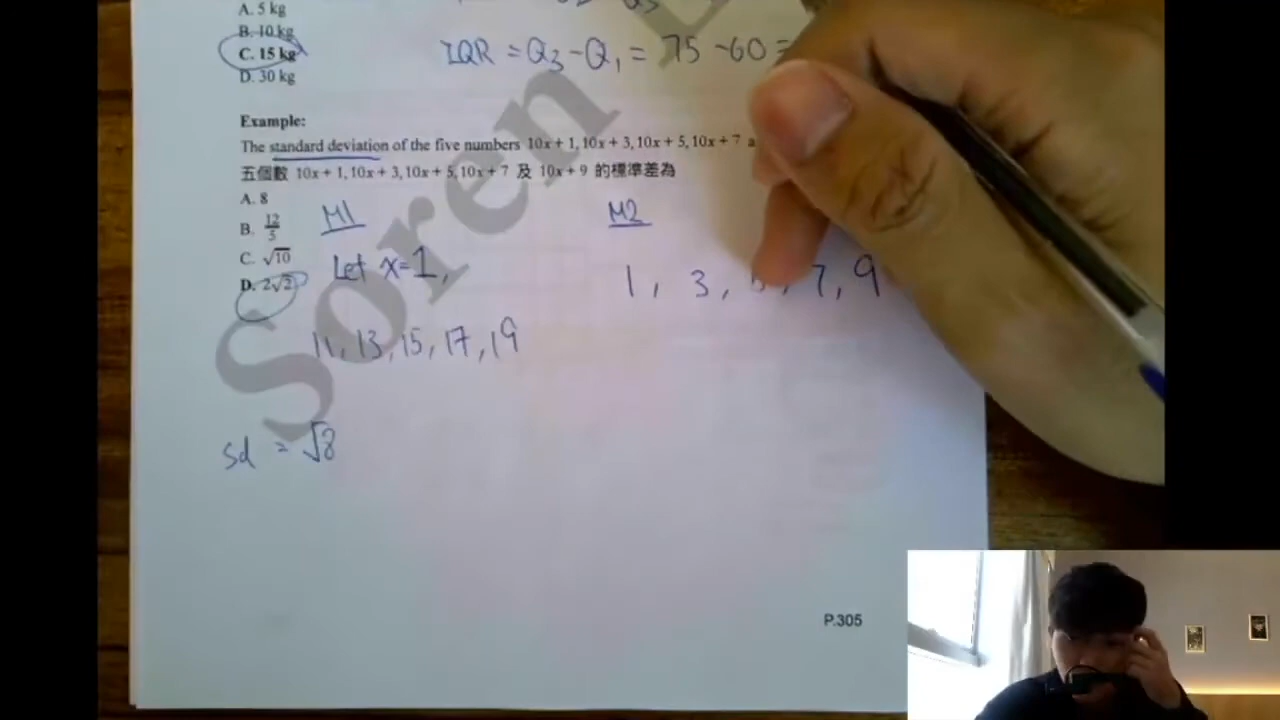 A. 5 kg
B. 10 kg
C. 15 kg
D. 30 kg
IQR = Q3 - Q1 = 75 - 60 =
Example:
The standard deviation of the five numbers 10x + 1, 10x + 3, 10x + 5, 10x + 7 a
五個數 10x + 1, 10x + 3, 10x + 5, 10x + 7 及 10x + 9 的標準差為
A. 8
B. 12/5
C. √10
D. 2√2
M1
Let x=1,
11, 13, 15, 17, 19
sd = √8
M2
1, 3, 5, 7, 9
Soren
P.305